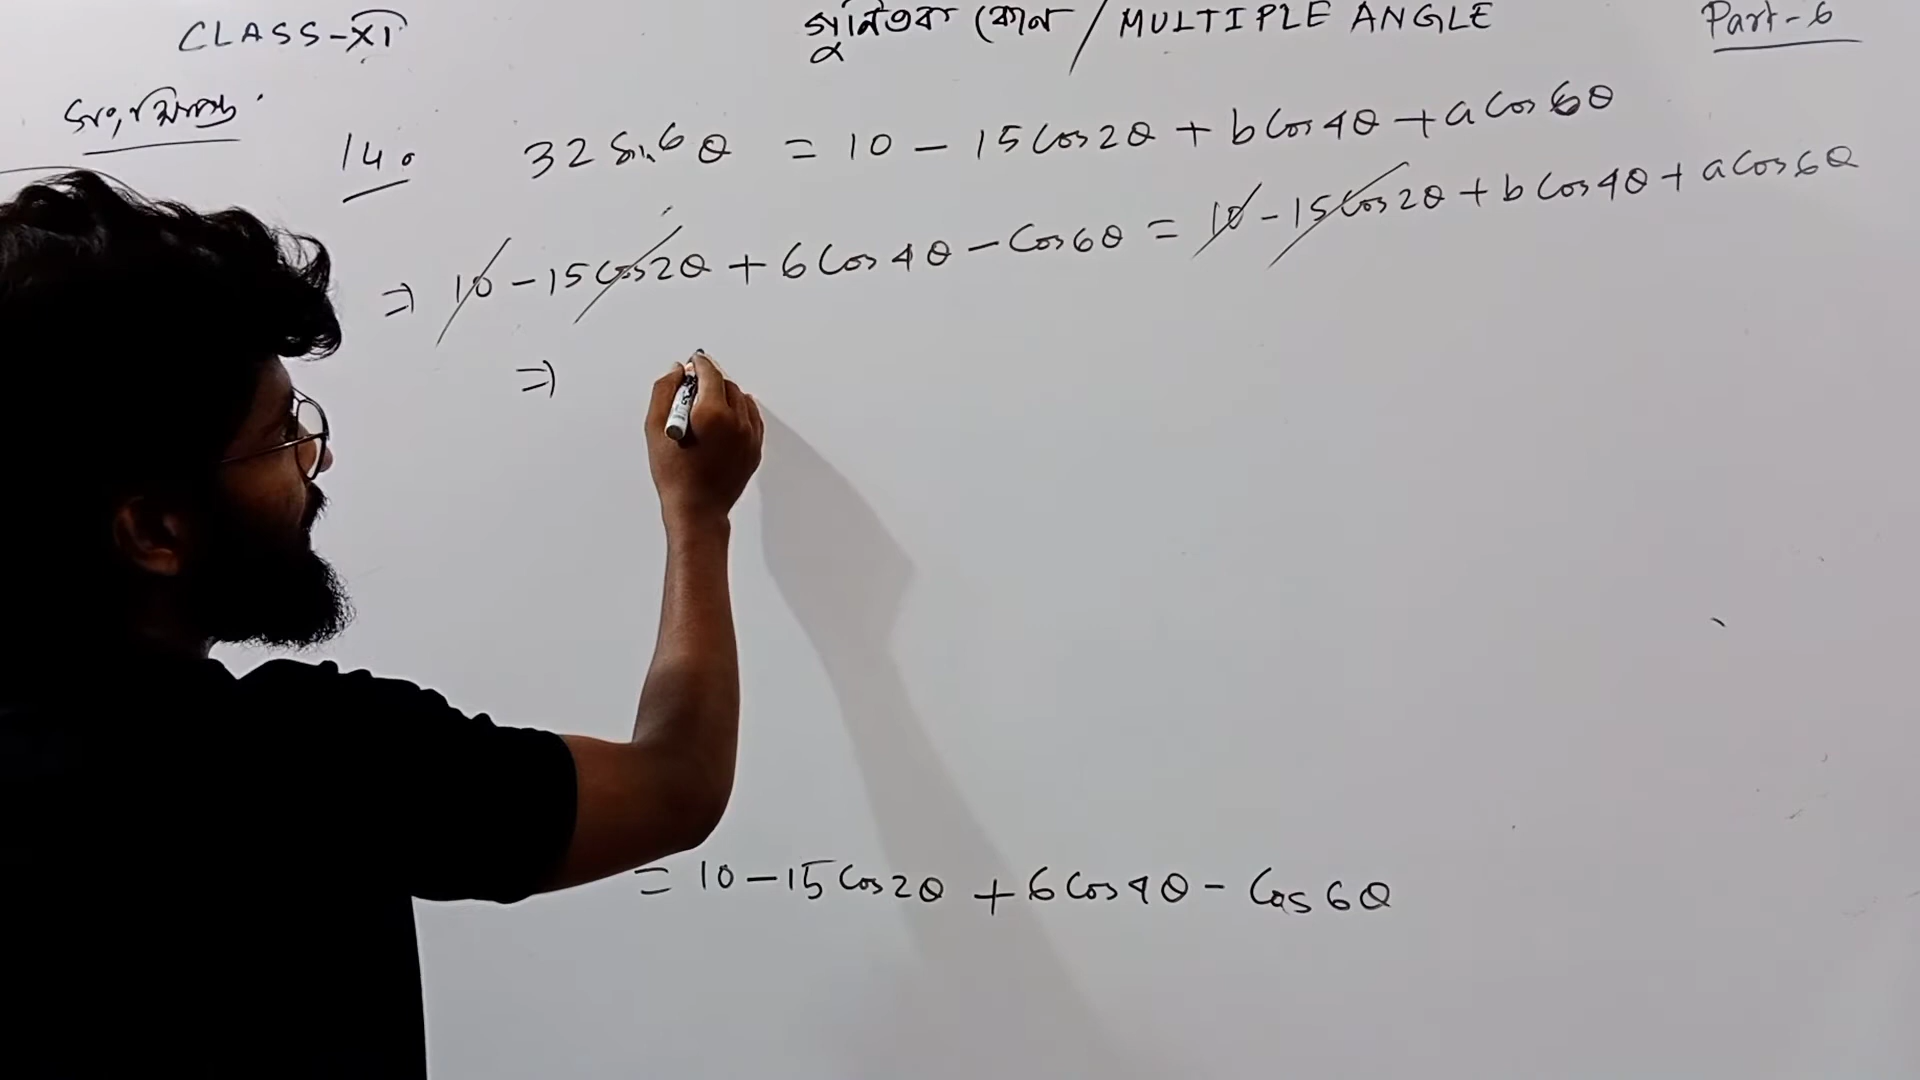 CLASS-XI
গুনিতক কোন / MULTIPLE ANGLE
Part-6
14. 32 Sin⁶θ = 10 - 15 Cos2θ + b Cos4θ + a Cos6θ
⇒ 10 - 15 Cos2θ + 6 Cos4θ - Cos6θ = 10 - 15 Cos2θ + b Cos4θ + a Cos6θ
⇒
= 10 - 15 Cos2θ + 6 Cos4θ - Cos6θ